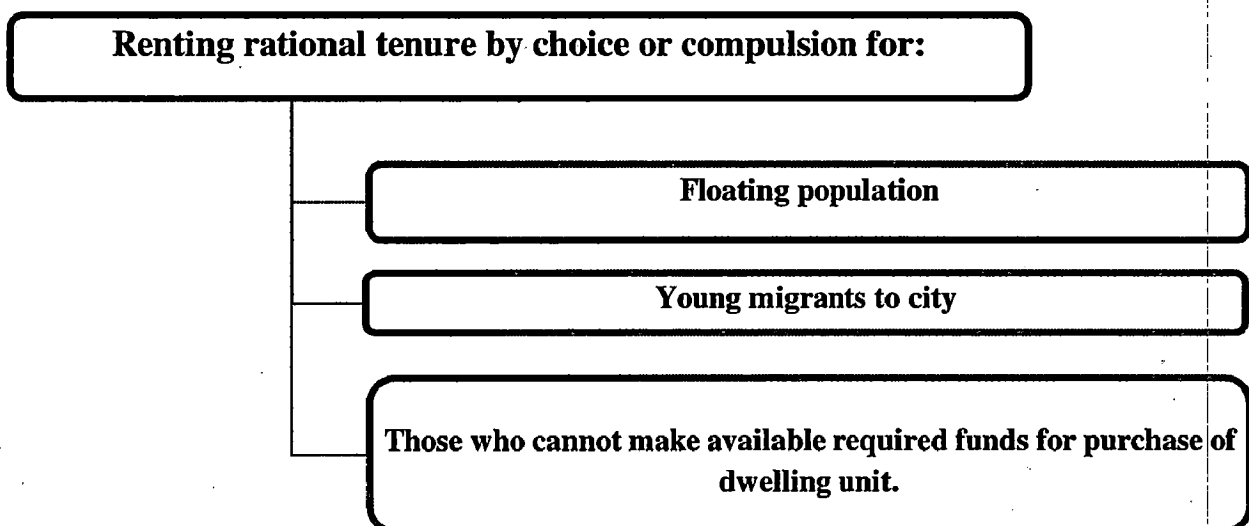 Renting rational tenure by choice or compulsion for:
Floating population
Young migrants to city
Those who cannot make available required funds for purchase of
dwelling unit.